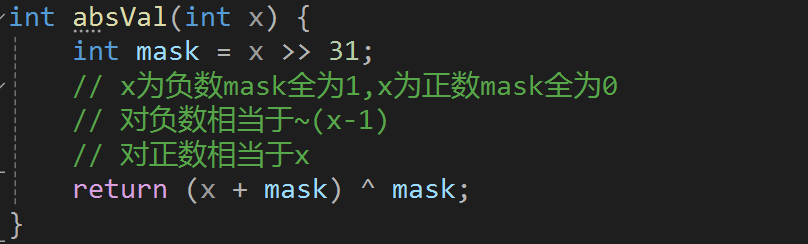 int absVal(int x) {
int mask = x >> 31;
// x为负数mask全为1,x为正数mask全为0
// 对负数相当于~(x-1)
// 对正数相当于x
return (x + mask) ^ mask;
}